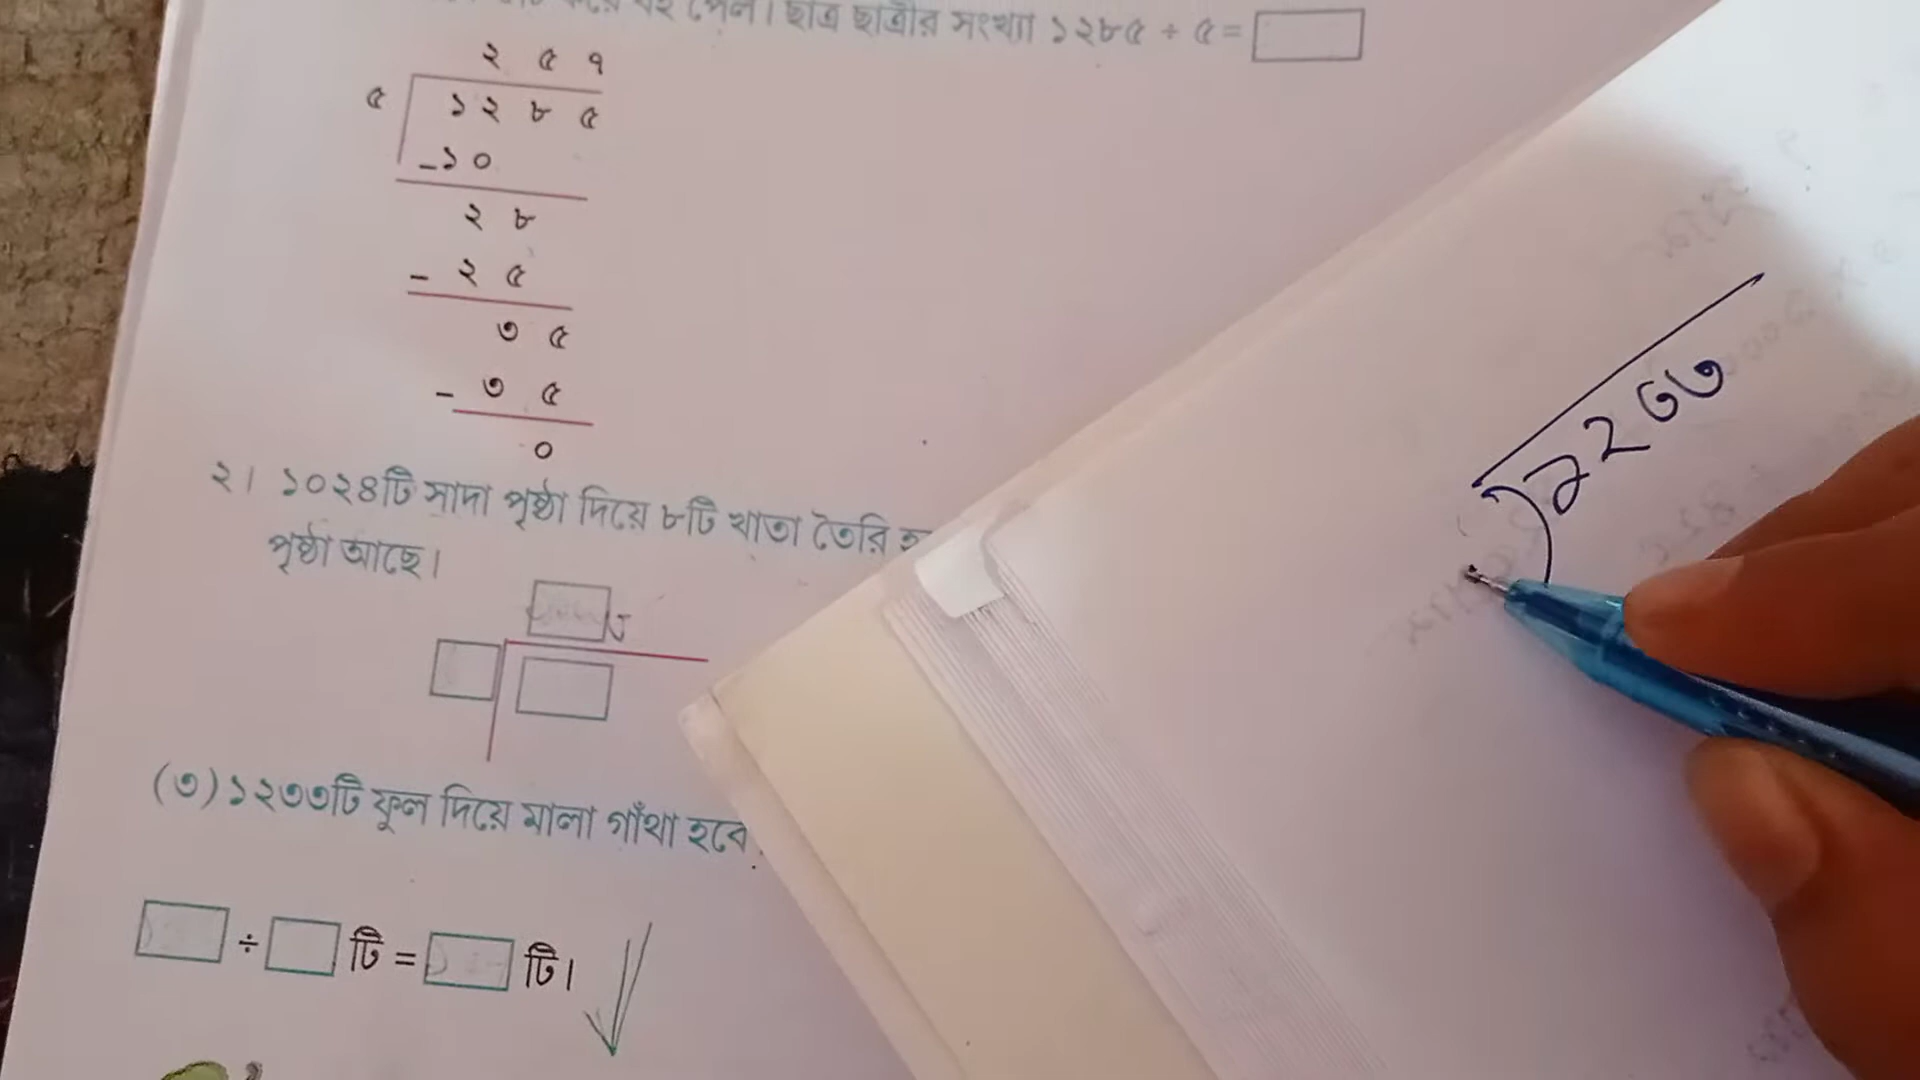 পেল। ছাত্র ছাত্রীর সংখ্যা ১২৮৫ ÷ ৫ =
২ ৫ ৭
৫ ১ ২ ৮ ৫
– ১ ০
২ ৮
– ২ ৫
৩ ৫
– ৩ ৫
০
২। ১০২৪টি সাদা পৃষ্ঠা দিয়ে ৮টি খাতা তৈরি
পৃষ্ঠা আছে।
(৩) ১২৩৩টি ফুল দিয়ে মালা গাঁথা হবে
÷ টি = টি।
১২৩৩